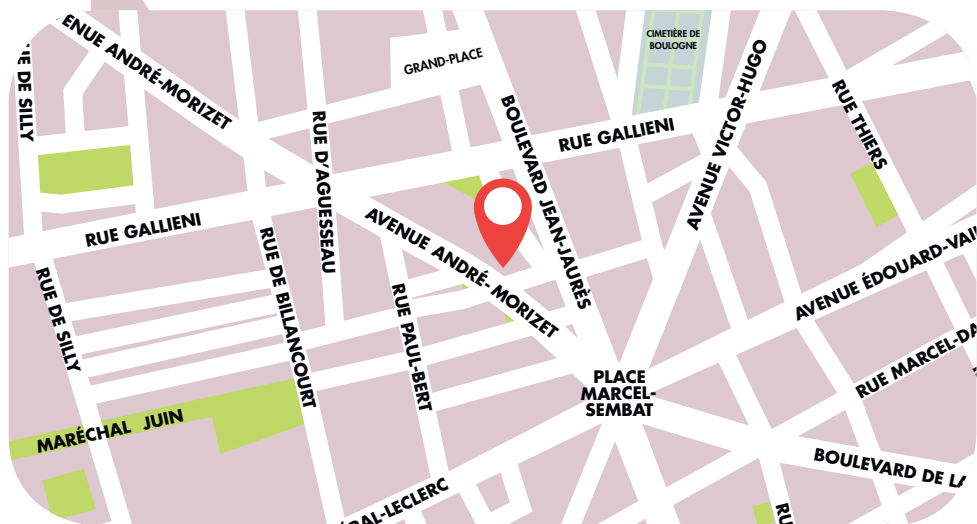 ENUE ANDRÉ-MORIZET
E DE SILLY
GRAND-PLACE
CIMETIÈRE DE
BOULOGNE
AVENUE VICTOR-HUGO
RUE THIERS
RUE D'AGUESSEAU
BOULEVARD JEAN-JAURÈS
RUE GALLIENI
RUE GALLIENI
AVENUE ANDRÉ-MORIZET
RUE DE BILLANCOURT
RUE DE SILLY
RUE PAUL-BERT
AVENUE ÉDOUARD-VAI
RUE MARCEL-DA
PLACE
MARCEL-
SEMBAT
MARÉCHAL JUIN
BOULEVARD DE LA
RAL-LECLERC
RU